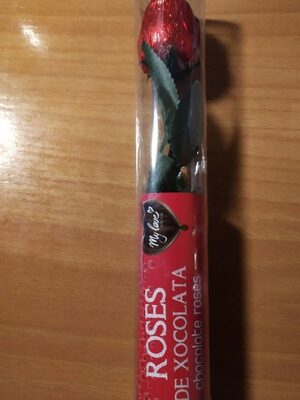 My love
ROSES
DE XOCOLATA
chocolate roses